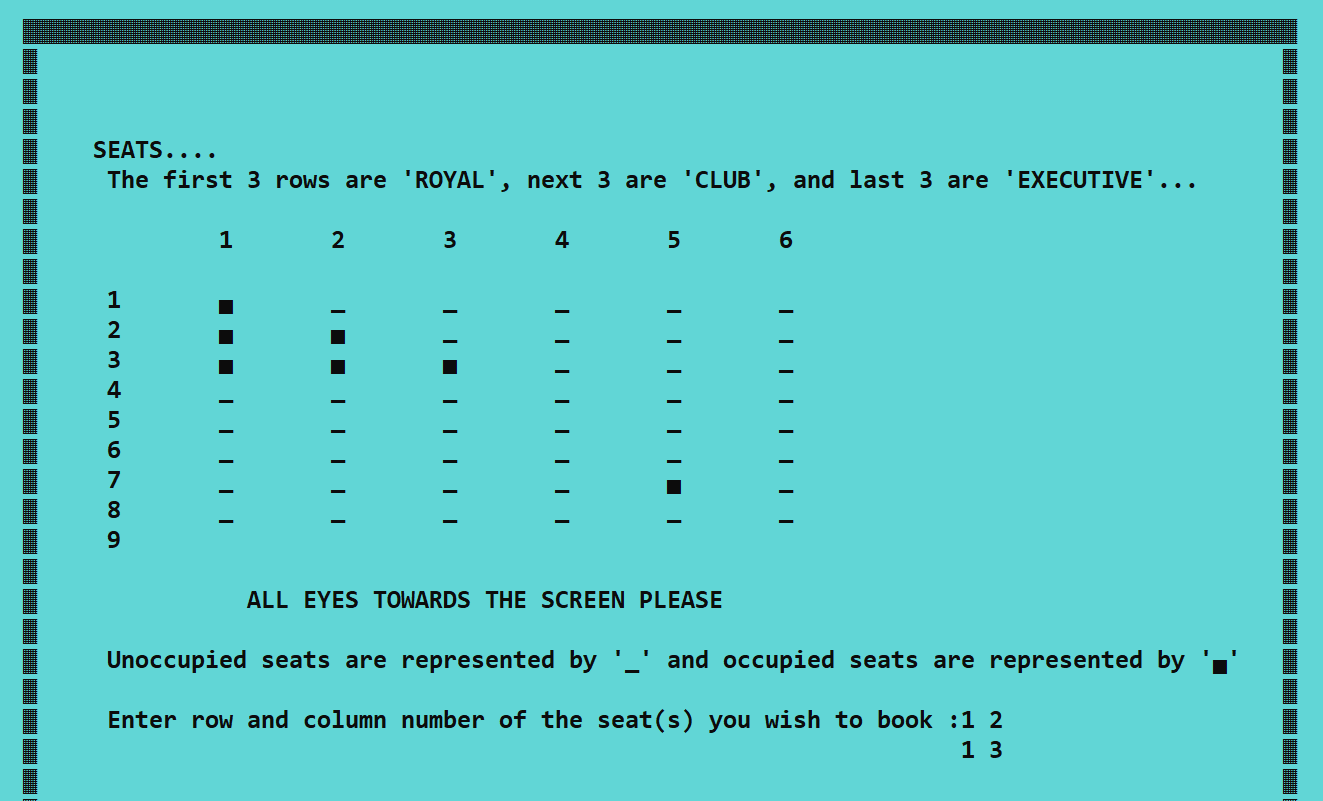 SEATS....
The first 3 rows are 'ROYAL', next 3 are 'CLUB', and last 3 are 'EXECUTIVE'...
1 2 3 4 5 6
1 ■ _ _ _ _ _
2 ■ ■ _ _ _ _
3 ■ ■ ■ _ _ _
4 _ _ _ _ _ _
5 _ _ _ _ _ _
6 _ _ _ _ _ _
7 _ _ _ _ ■ _
8 _ _ _ _ _ _
9
ALL EYES TOWARDS THE SCREEN PLEASE
Unoccupied seats are represented by '_' and occupied seats are represented by '■'
Enter row and column number of the seat(s) you wish to book :1 2
1 3